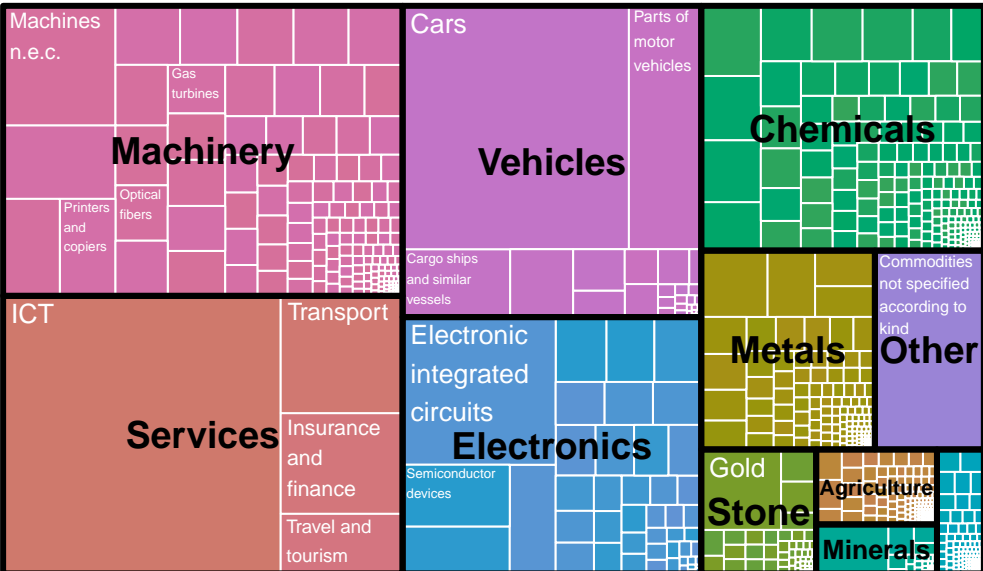 Machines
n.e.c.
Gas
turbines
Machinery
Printers
and
copiers
Optical
fibers
Cars
Parts of
motor
vehicles
Vehicles
Cargo ships
and similar
vessels
Chemicals
ICT
Transport
Services
Insurance
and
finance
Travel and
tourism
Electronic
integrated
circuits
Electronics
Semiconductor
devices
Metals
Commodities
not specified
according to
kind
Other
Gold
Stone
Agriculture
Minerals